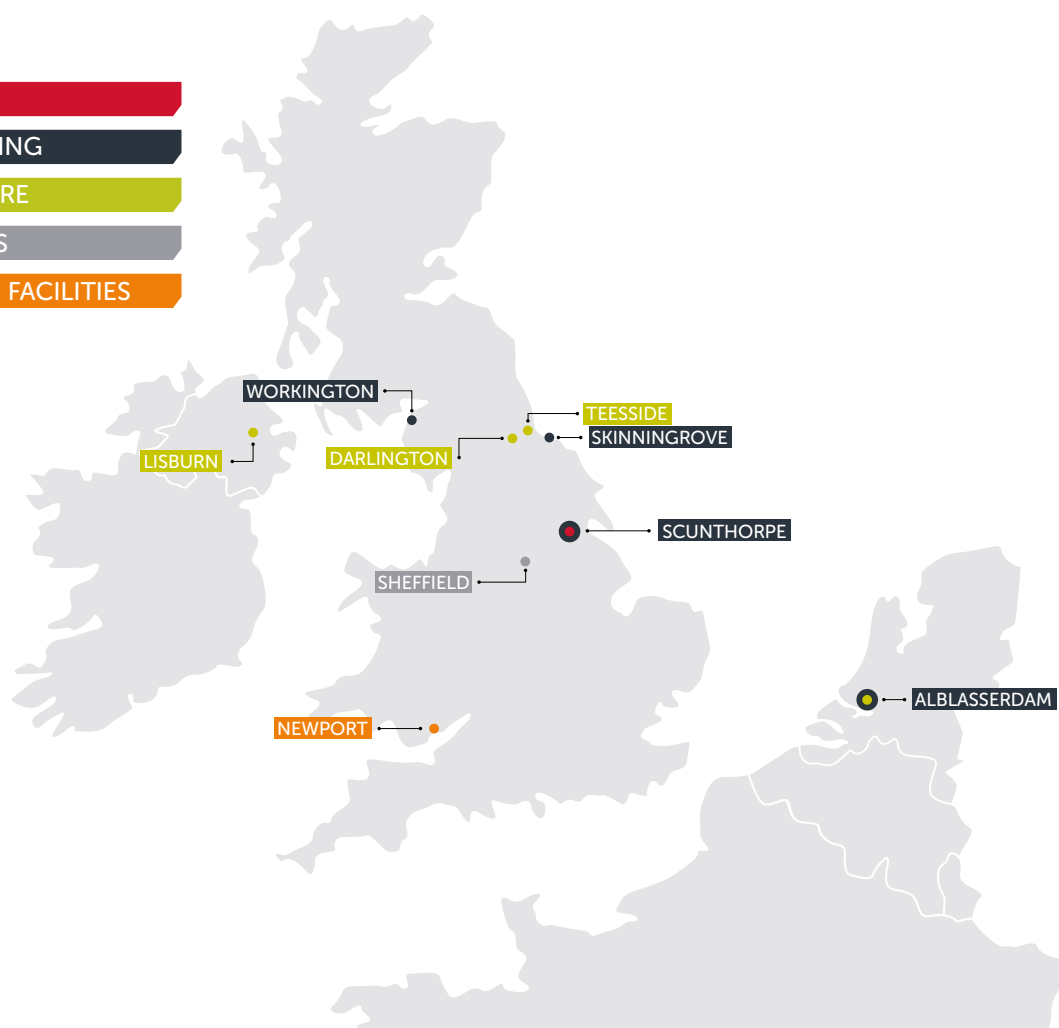 ING
RE
S
FACILITIES
WORKINGTON
TEESSIDE
SKINNINGROVE
LISBURN
DARLINGTON
SCUNTHORPE
SHEFFIELD
ALBLASSERDAM
NEWPORT